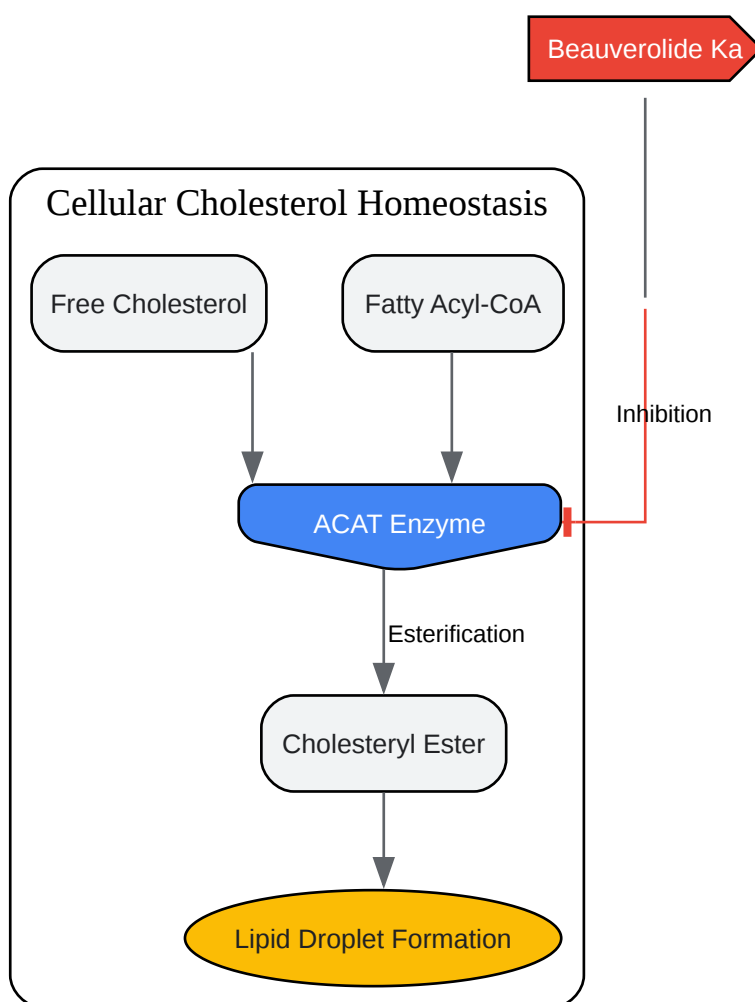 Beauverolide Ka
Cellular Cholesterol Homeostasis
Free Cholesterol
Fatty Acyl-CoA
Inhibition
ACAT Enzyme
Esterification
Cholesteryl Ester
Lipid Droplet Formation